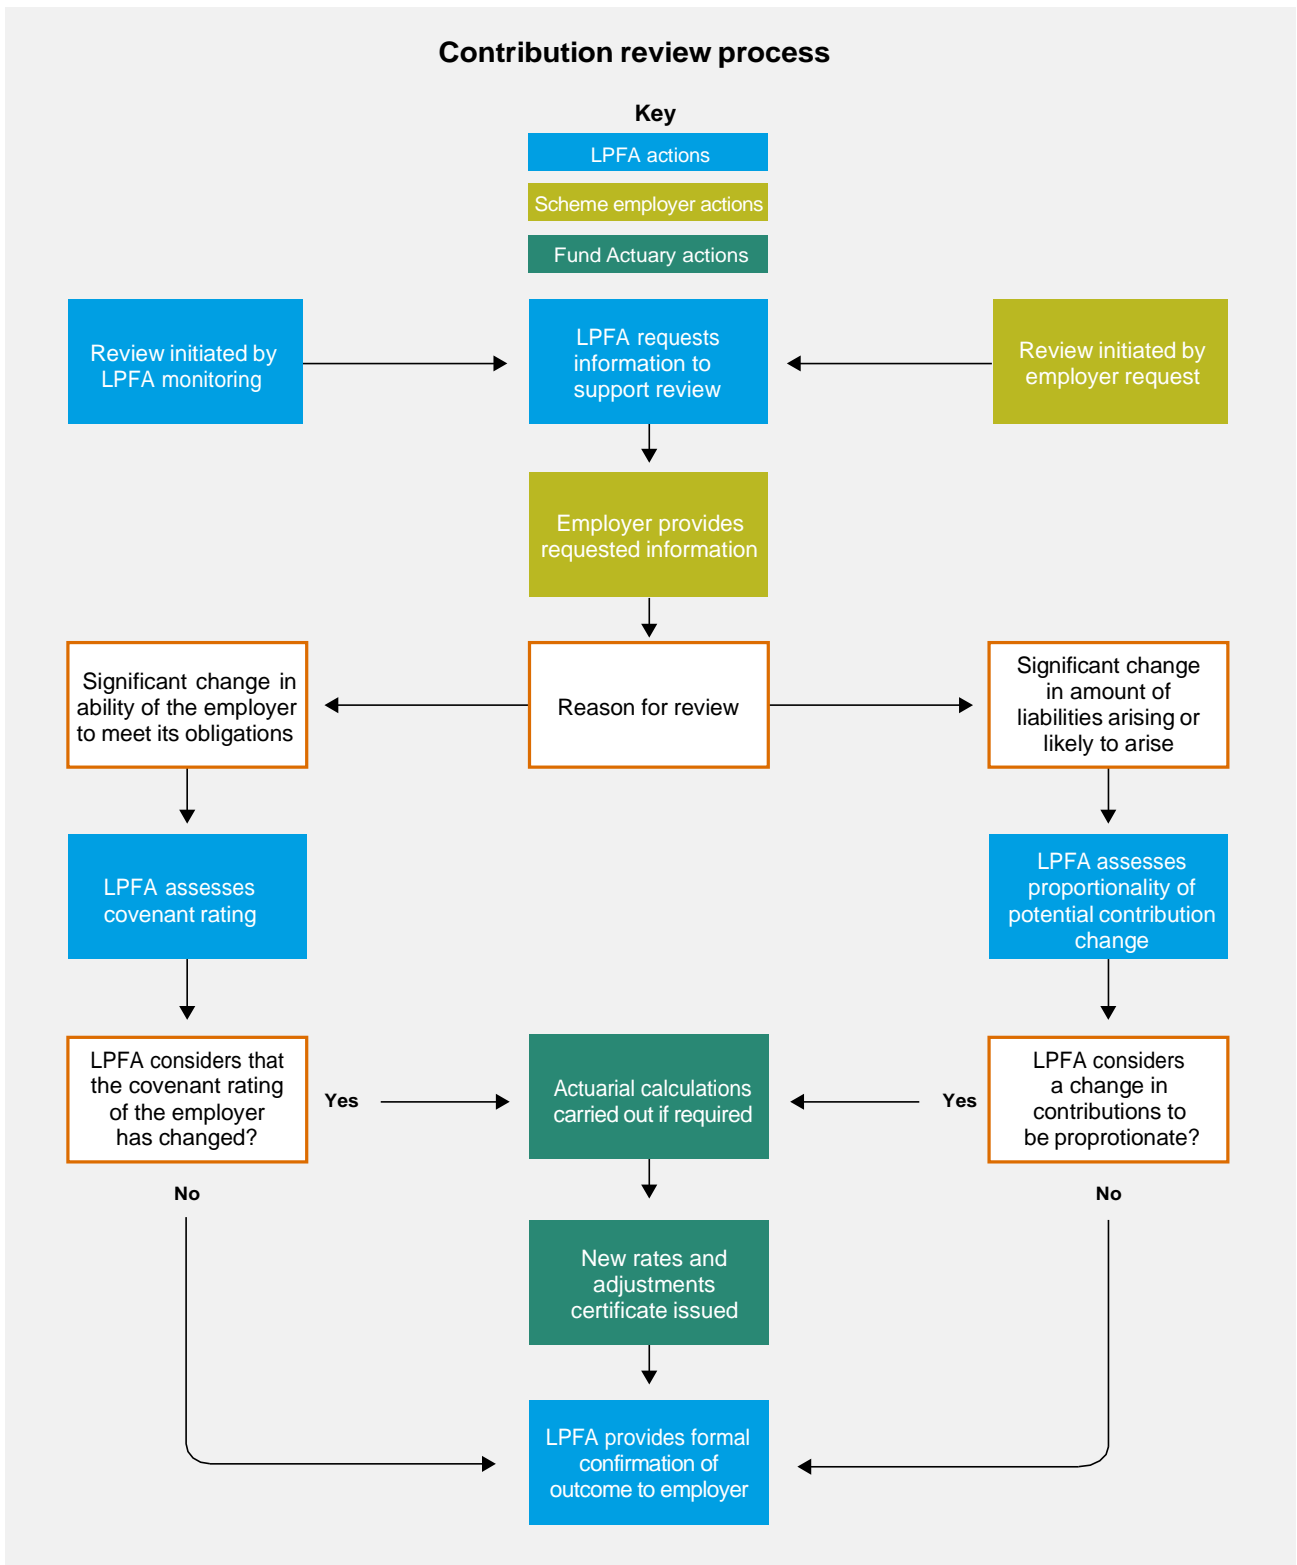 Contribution review process
Key
LPFA actions
Scheme employer actions
Fund Actuary actions
Review initiated by
LPFA monitoring
LPFA requests
information to
support review
Review initiated by
employer request
Employer provides
requested information
Significant change in
ability of the employer
to meet its obligations
Reason for review
Significant change
in amount of
liabilities arising or
likely to arise
LPFA assesses
covenant rating
LPFA assesses
proportionality of
potential contribution
change
LPFA considers that
the covenant rating
of the employer
has changed?
Yes
Actuarial calculations
carried out if required
Yes
LPFA considers
a change in
contributions to
be proprotionate?
No
No
New rates and
adjustments
certificate issued
LPFA provides formal
confirmation of
outcome to employer